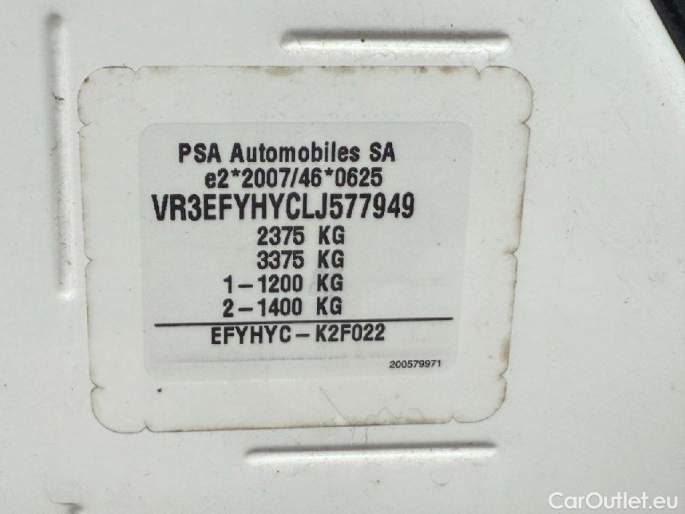 PSA Automobiles SA
e2*2007/46*0625
VR3EFYHYCLJ577949
2375 KG
3375 KG
1-1200 KG
2-1400 KG
EFYHYC-K2F022
200579971
CarOutlet.eu